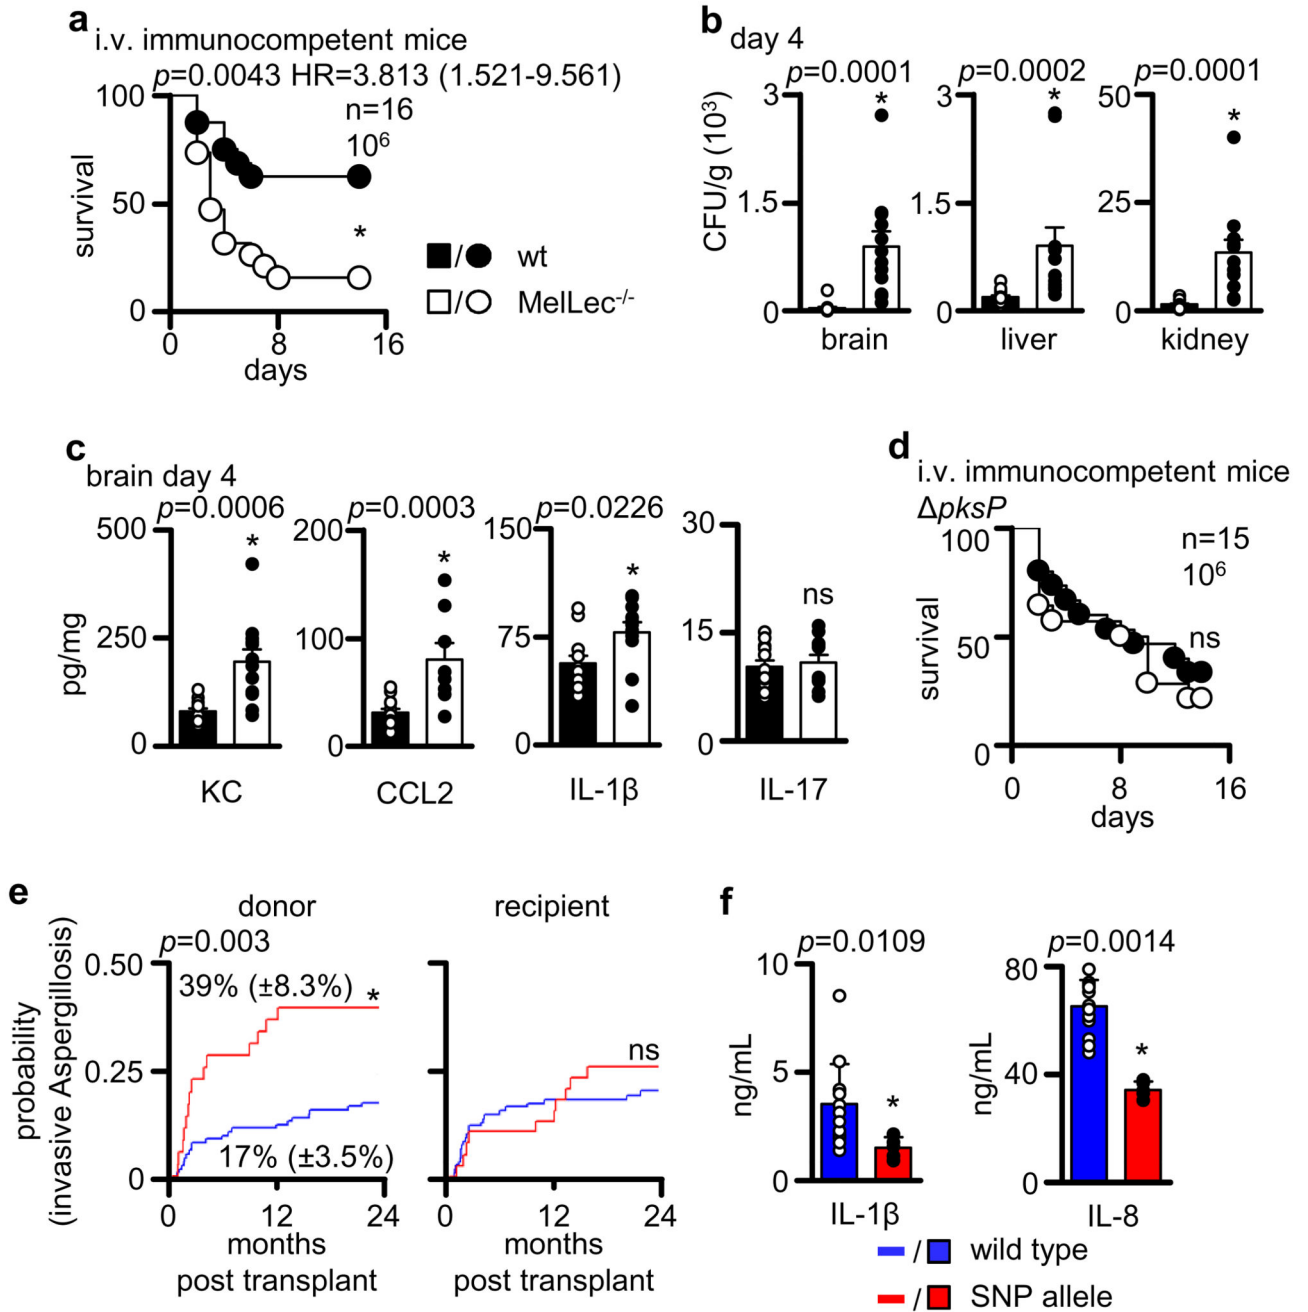 a
i.v. immunocompetent mice
p=0.0043 HR=3.813 (1.521-9.561)
n=16
10⁶
survival
100
50
0
0 8 16
days
*
wt
MelLec-/-
b
day 4
p=0.0001 p=0.0002 p=0.0001
* * *
CFU/g (10³)
3 3 50
1.5 1.5 25
0 0 0
brain liver kidney
c
brain day 4
p=0.0006 p=0.0003 p=0.0226
* * * ns
pg/mg
500 200 150 30
250 100 75 15
0 0 0 0
KC CCL2 IL-1β IL-17
d
i.v. immunocompetent mice
ΔpksP
n=15
10⁶
survival
100
50
0
ns
0 8 16
days
e
donor recipient
p=0.003
probability
(invasive Aspergillosis)
0.50
0.25
0
39% (±8.3%) *
17% (±3.5%)
ns
0 12 24 0 12 24
months months
post transplant post transplant
f
p=0.0109 p=0.0014
ng/mL ng/mL
10 80
5 40
0 0
* *
IL-1β IL-8
/ wild type
/ SNP allele